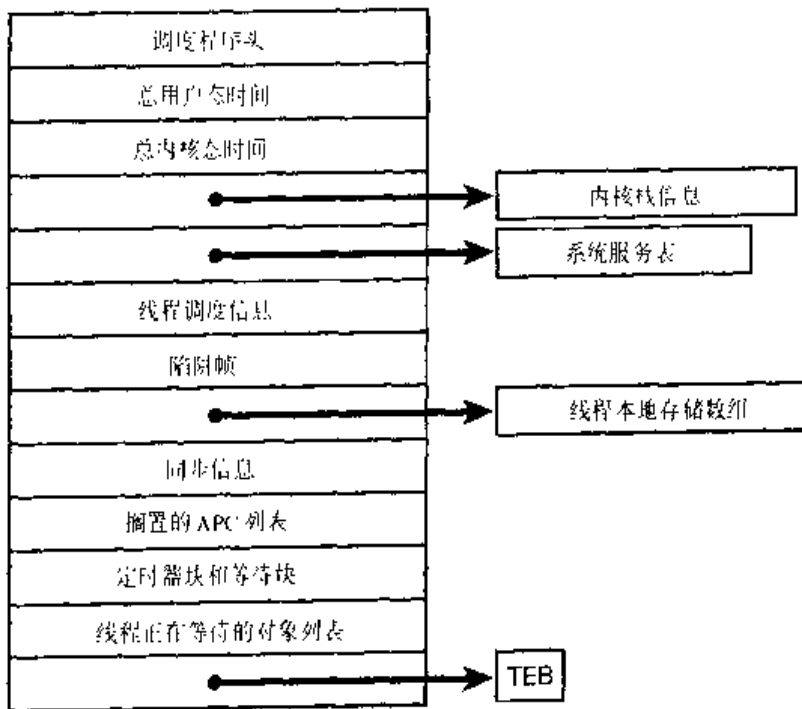 调度程序头
总用户态时间
总内核态时间
内核栈信息
系统服务表
线程调度信息
陷阱帧
线程本地存储数组
同步信息
搁置的 APC 列表
定时器块和等待块
线程正在等待的对象列表
TEB